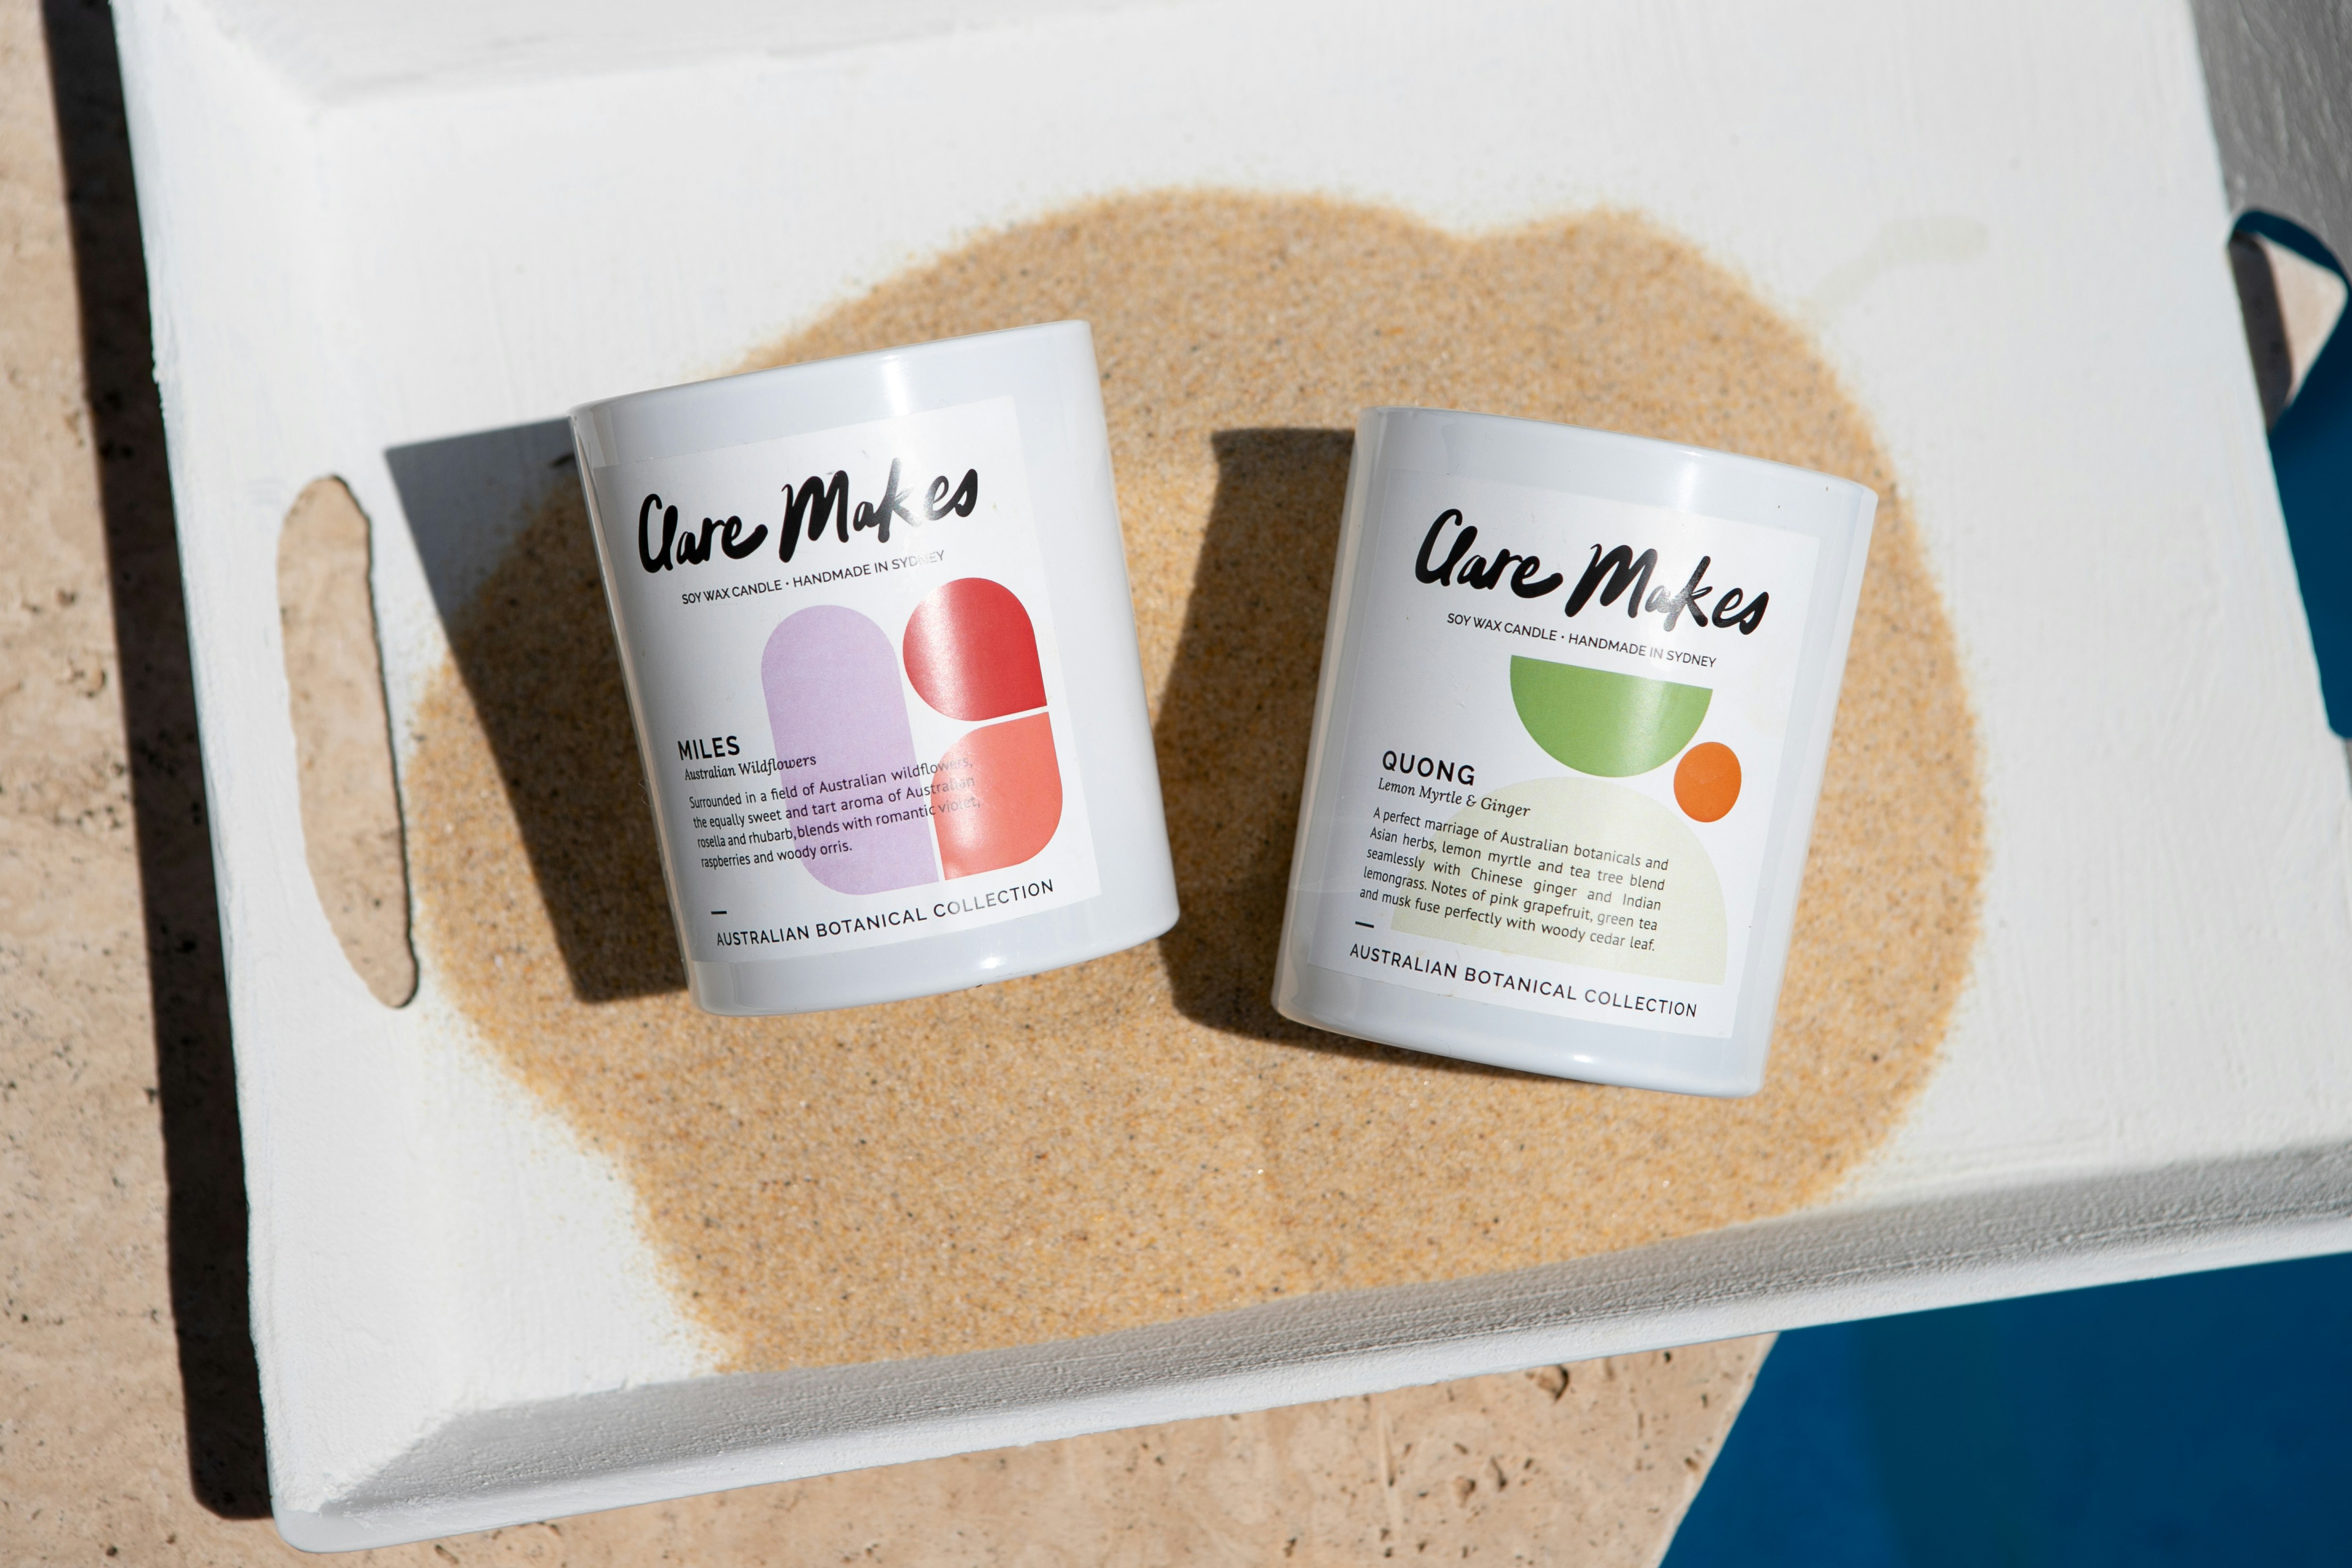 Clare Makes
SOY WAX CANDLE • HANDMADE IN SYDNEY
MILES
Australian Wildflowers
Surrounded in a field of Australian wildflowers,
the equally sweet and tart aroma of Australian
rosella and rhubarb, blends with romantic violet,
raspberries and woody orris.
AUSTRALIAN BOTANICAL COLLECTION
Clare Makes
SOY WAX CANDLE • HANDMADE IN SYDNEY
QUONG
Lemon Myrtle & Ginger
A perfect marriage of Australian botanicals and
Asian herbs, lemon myrtle and tea tree blend
seamlessly with Chinese ginger and Indian
lemongrass. Notes of pink grapefruit, green tea
and musk fuse perfectly with woody cedar leaf.
AUSTRALIAN BOTANICAL COLLECTION